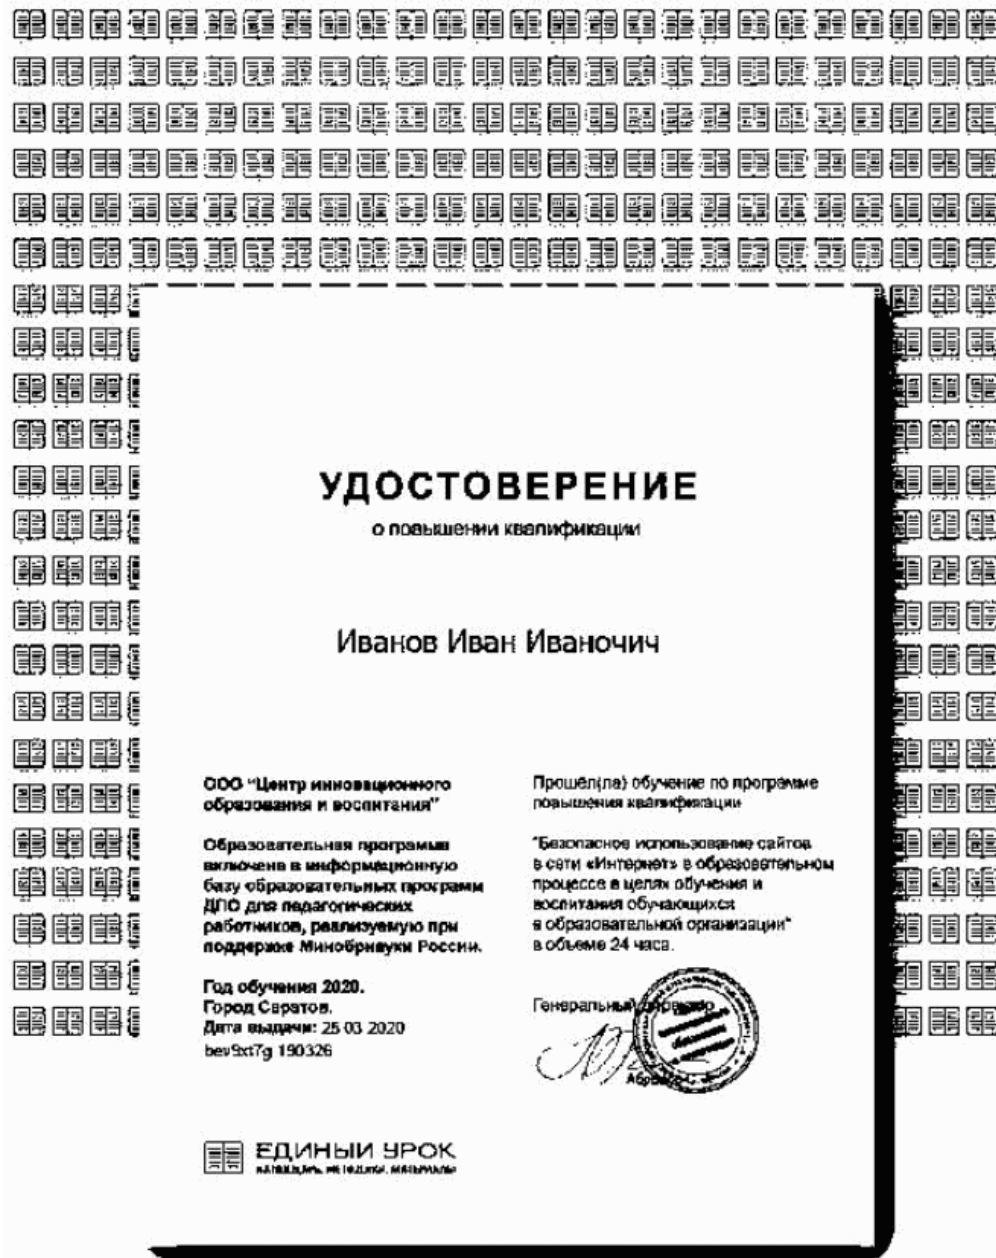 УДОСТОВЕРЕНИЕ
о повышении квалификации
Иванов Иван Иваночич
ООО "Центр инновационного
образования и воспитания"
Образовательная программа
включена в информационную
базу образовательных программ
ДПО для педагогических
работников, реализуемую при
поддержке Минобрнауки России.
Год обучения 2020.
Город Саратов.
Дата выдачи: 25 03 2020
bev9xt7g 190326
Прошел(ла) обучение по программе
повышения квалификации
"Безопасное использование сайтов
в сети «Интернет» в образовательном
процессе в целях обучения и
воспитания обучающихся
в образовательной организации"
в объеме 24 часа.
Генеральный
ЕДИНЫЙ УРОК